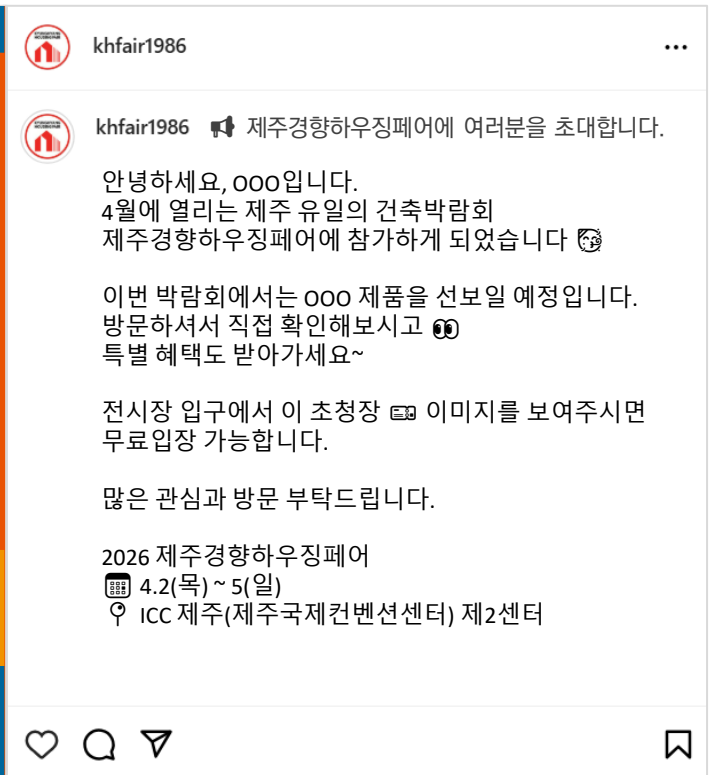 khfair1986
khfair1986 📢 제주경향하우징페어에 여러분을 초대합니다.
안녕하세요, OOO입니다.
4월에 열리는 제주 유일의 건축박람회
제주경향하우징페어에 참가하게 되었습니다 🥳
이번 박람회에서는 OOO 제품을 선보일 예정입니다.
방문하셔서 직접 확인해보시고 👀
특별 혜택도 받아가세요~
전시장 입구에서 이 초청장 🎫 이미지를 보여주시면
무료입장 가능합니다.
많은 관심과 방문 부탁드립니다.
2026 제주경향하우징페어
📅 4.2(목) ~ 5(일)
📍 ICC 제주(제주국제컨벤션센터) 제2센터